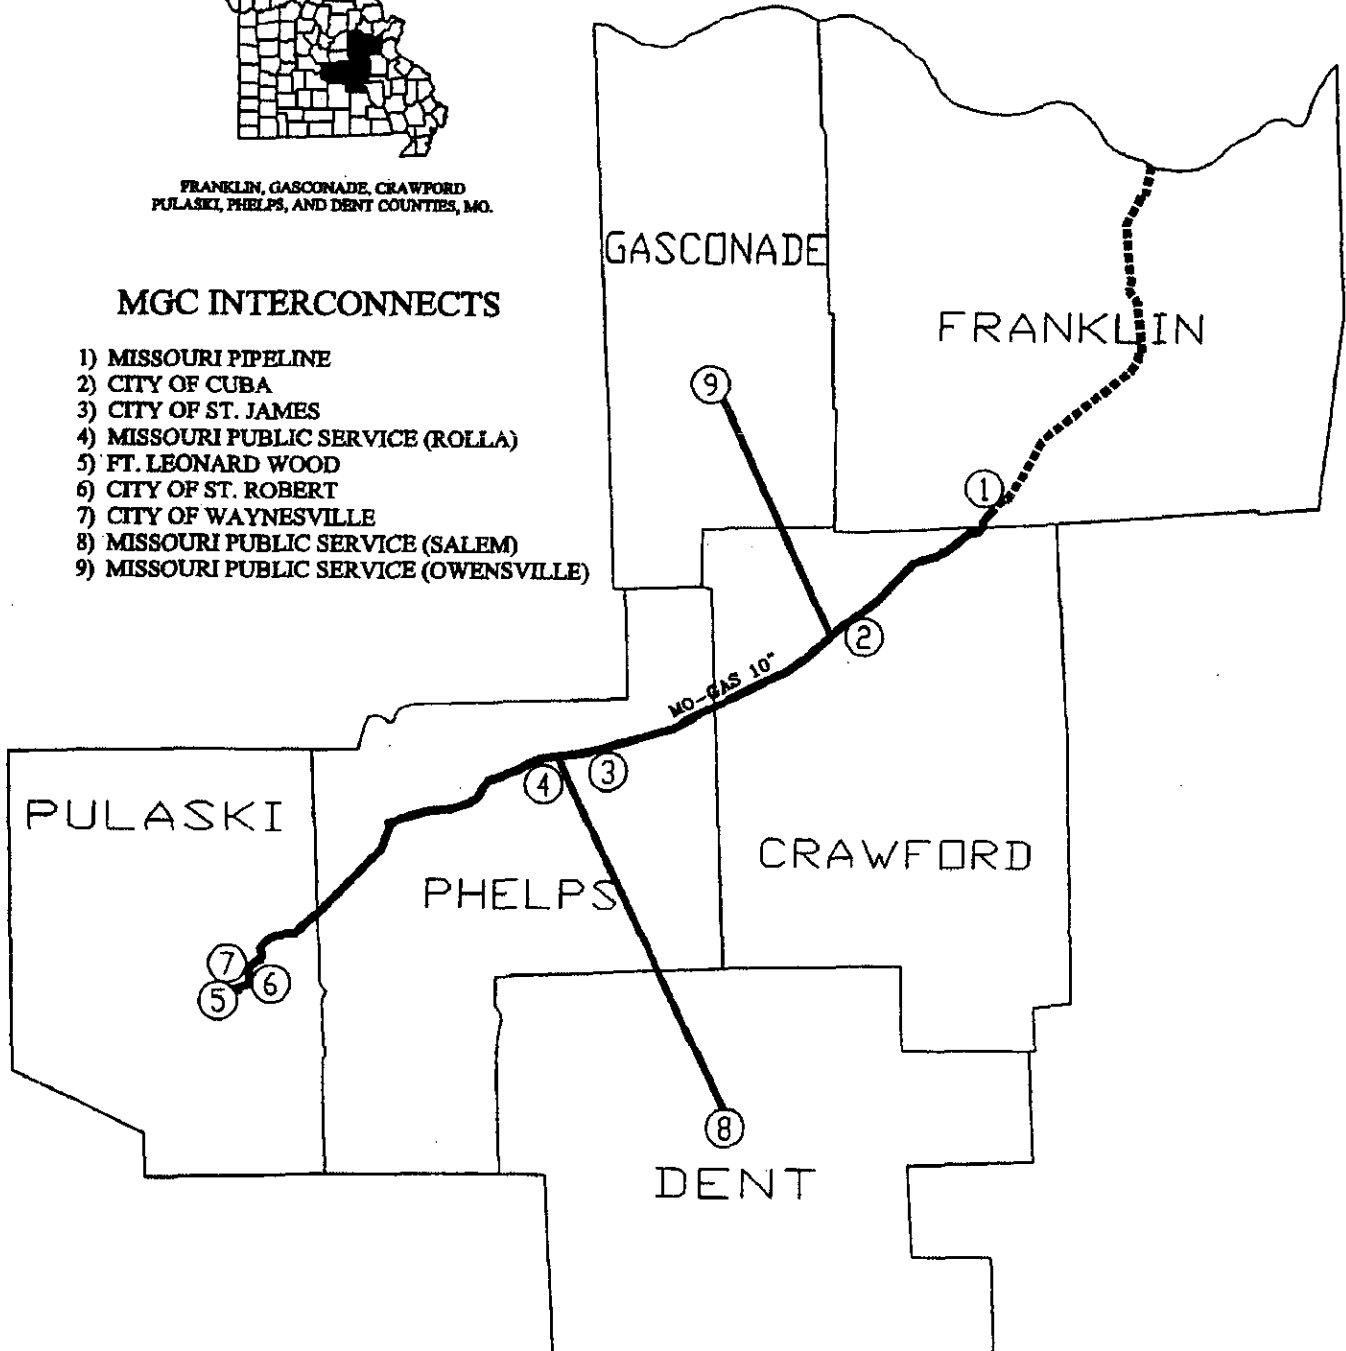 FRANKLIN, GASCONADE, CRAWFORD
PULASKI, PHELPS, AND DENT COUNTIES, MO.
MGC INTERCONNECTS
1) MISSOURI PIPELINE
2) CITY OF CUBA
3) CITY OF ST. JAMES
4) MISSOURI PUBLIC SERVICE (ROLLA)
5) FT. LEONARD WOOD
6) CITY OF ST. ROBERT
7) CITY OF WAYNESVILLE
8) MISSOURI PUBLIC SERVICE (SALEM)
9) MISSOURI PUBLIC SERVICE (OWENSVILLE)
GASCONADE
FRANKLIN
9
1
2
MO-GAS 10"
3
4
PULASKI
CRAWFORD
PHELPS
7
6
5
8
DENT